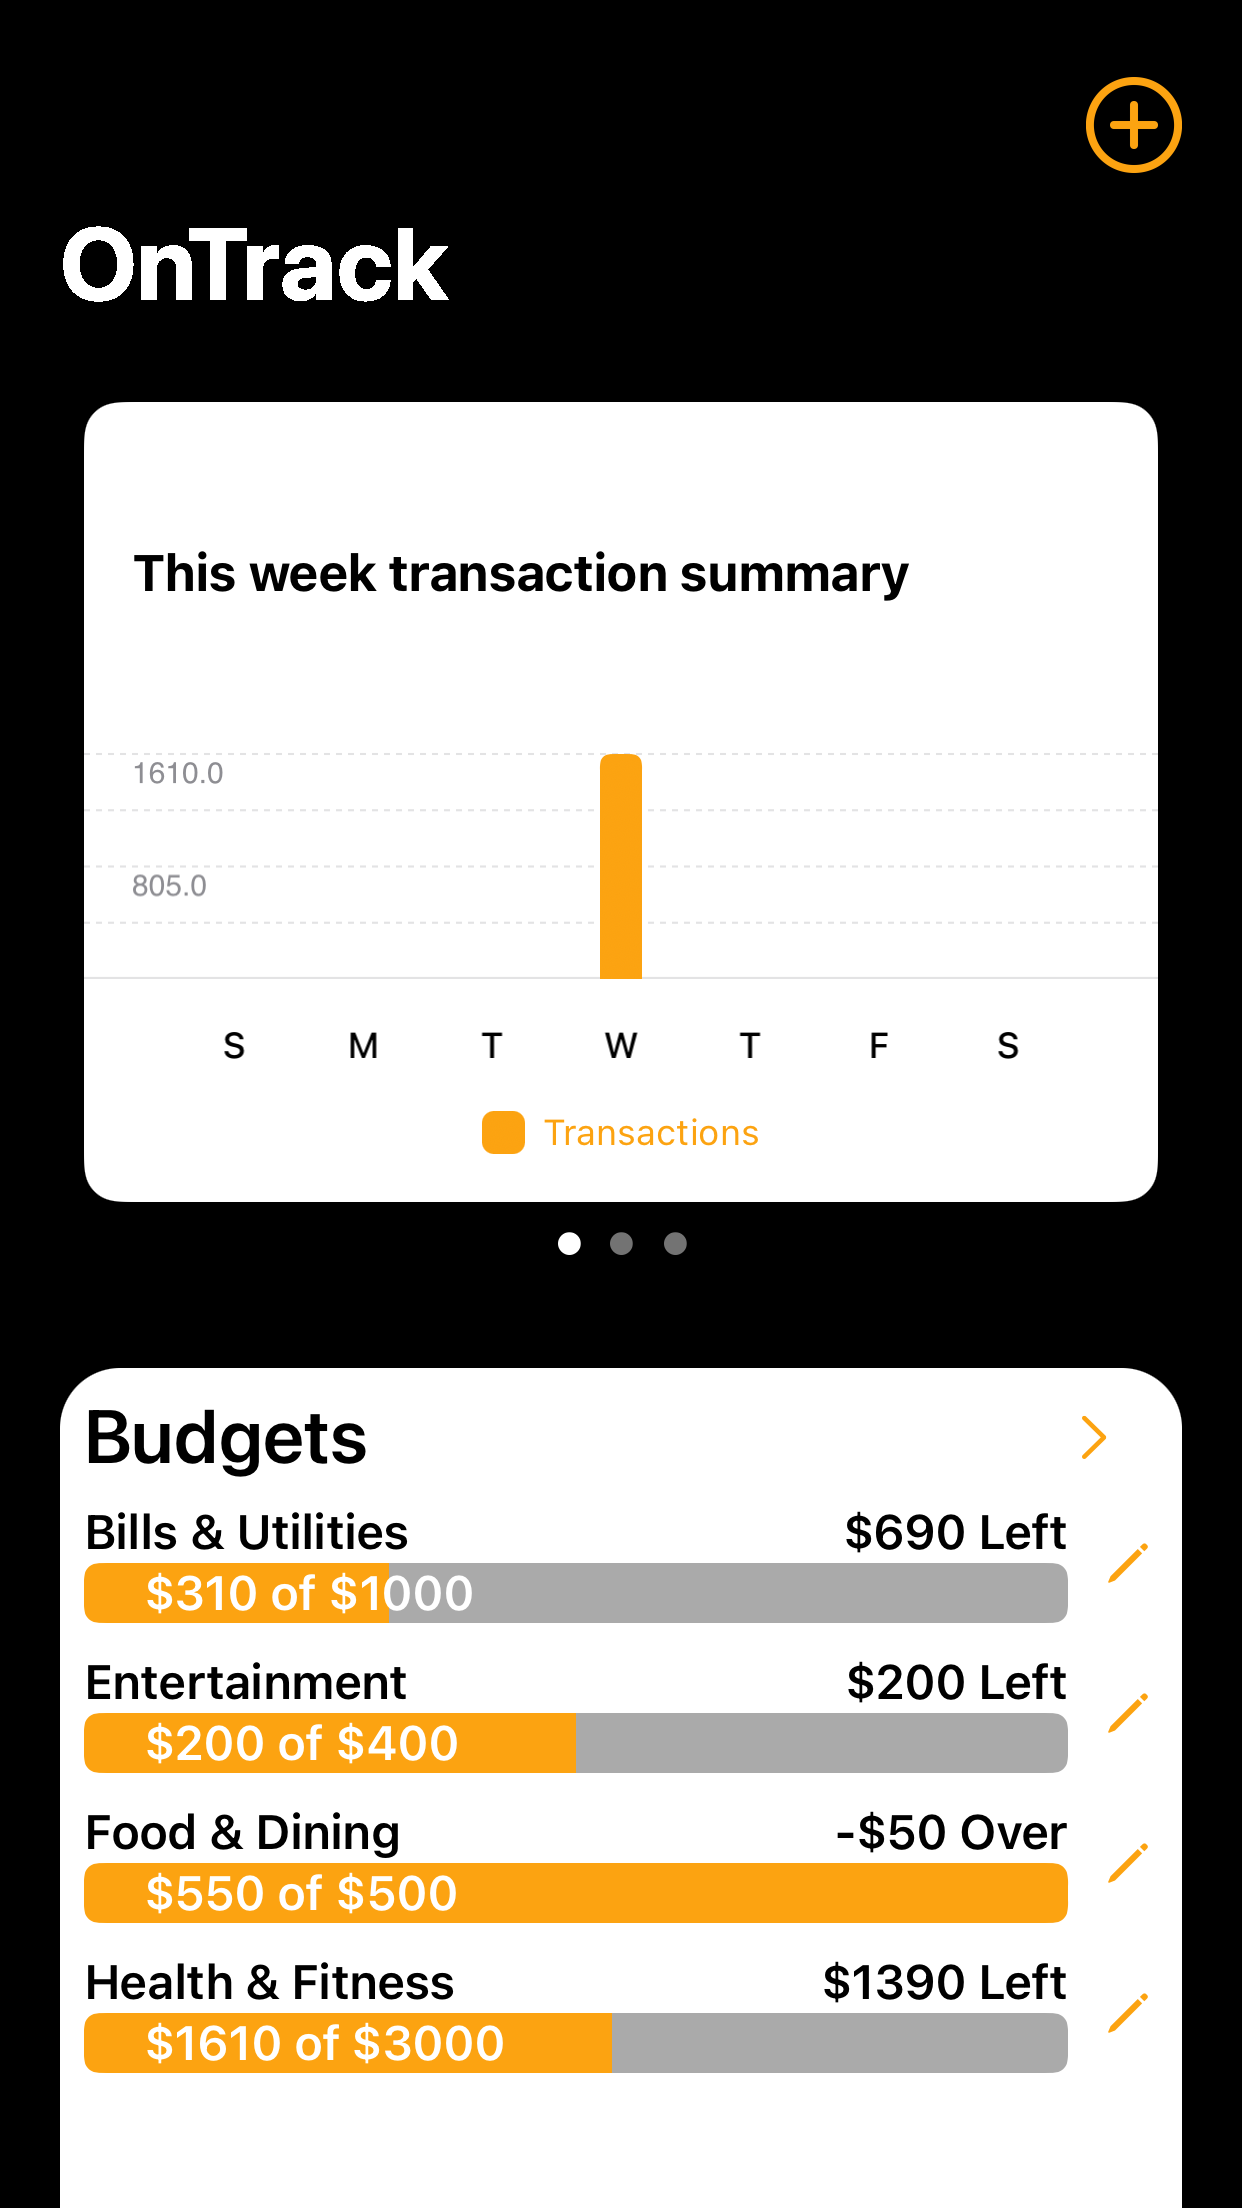 OnTrack
This week transaction summary
1610.0
805.0
S M T W T F S
Transactions
Budgets
Bills & Utilities $690 Left
$310 of $1000
Entertainment $200 Left
$200 of $400
Food & Dining -$50 Over
$550 of $500
Health & Fitness $1390 Left
$1610 of $3000